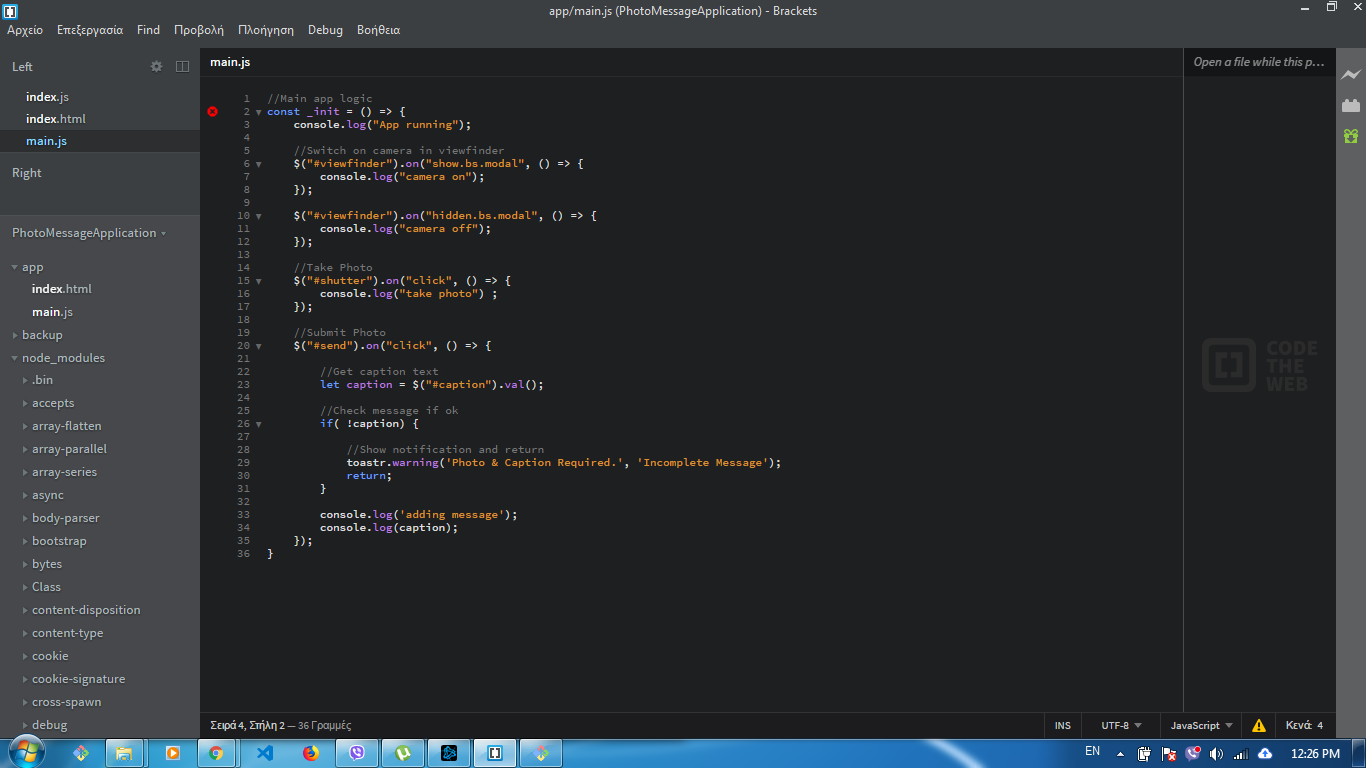 app/main.js (PhotoMessageApplication) - Brackets
Αρχείο Επεξεργασία Find Προβολή Πλοήγηση Debug Βοήθεια
Left
index.js
index.html
main.js
Right
PhotoMessageApplication
app
index.html
main.js
backup
node_modules
.bin
accepts
array-flatten
array-parallel
array-series
async
body-parser
bootstrap
bytes
Class
content-disposition
content-type
cookie
cookie-signature
cross-spawn
debug
main.js
1 //Main app logic
2 const _init = () => {
3 console.log("App running");
4
5 //Switch on camera in viewfinder
6 $("#viewfinder").on("show.bs.modal", () => {
7 console.log("camera on");
8 });
9
10 $("#viewfinder").on("hidden.bs.modal", () => {
11 console.log("camera off");
12 });
13
14 //Take Photo
15 $("#shutter").on("click", () => {
16 console.log("take photo") ;
17 });
18
19 //Submit Photo
20 $("#send").on("click", () => {
21
22 //Get caption text
23 let caption = $("#caption").val();
24
25 //Check message if ok
26 if( !caption) {
27
28 //Show notification and return
29 toastr.warning('Photo & Caption Required.', 'Incomplete Message');
30 return;
31 }
32
33 console.log('adding message');
34 console.log(caption);
35 });
36 }
Open a file while this p...
CODE
THE
WEB
Σειρά 4, Στήλη 2 — 36 Γραμμές
INS UTF-8 JavaScript Κενά: 4
EN 12:26 PM